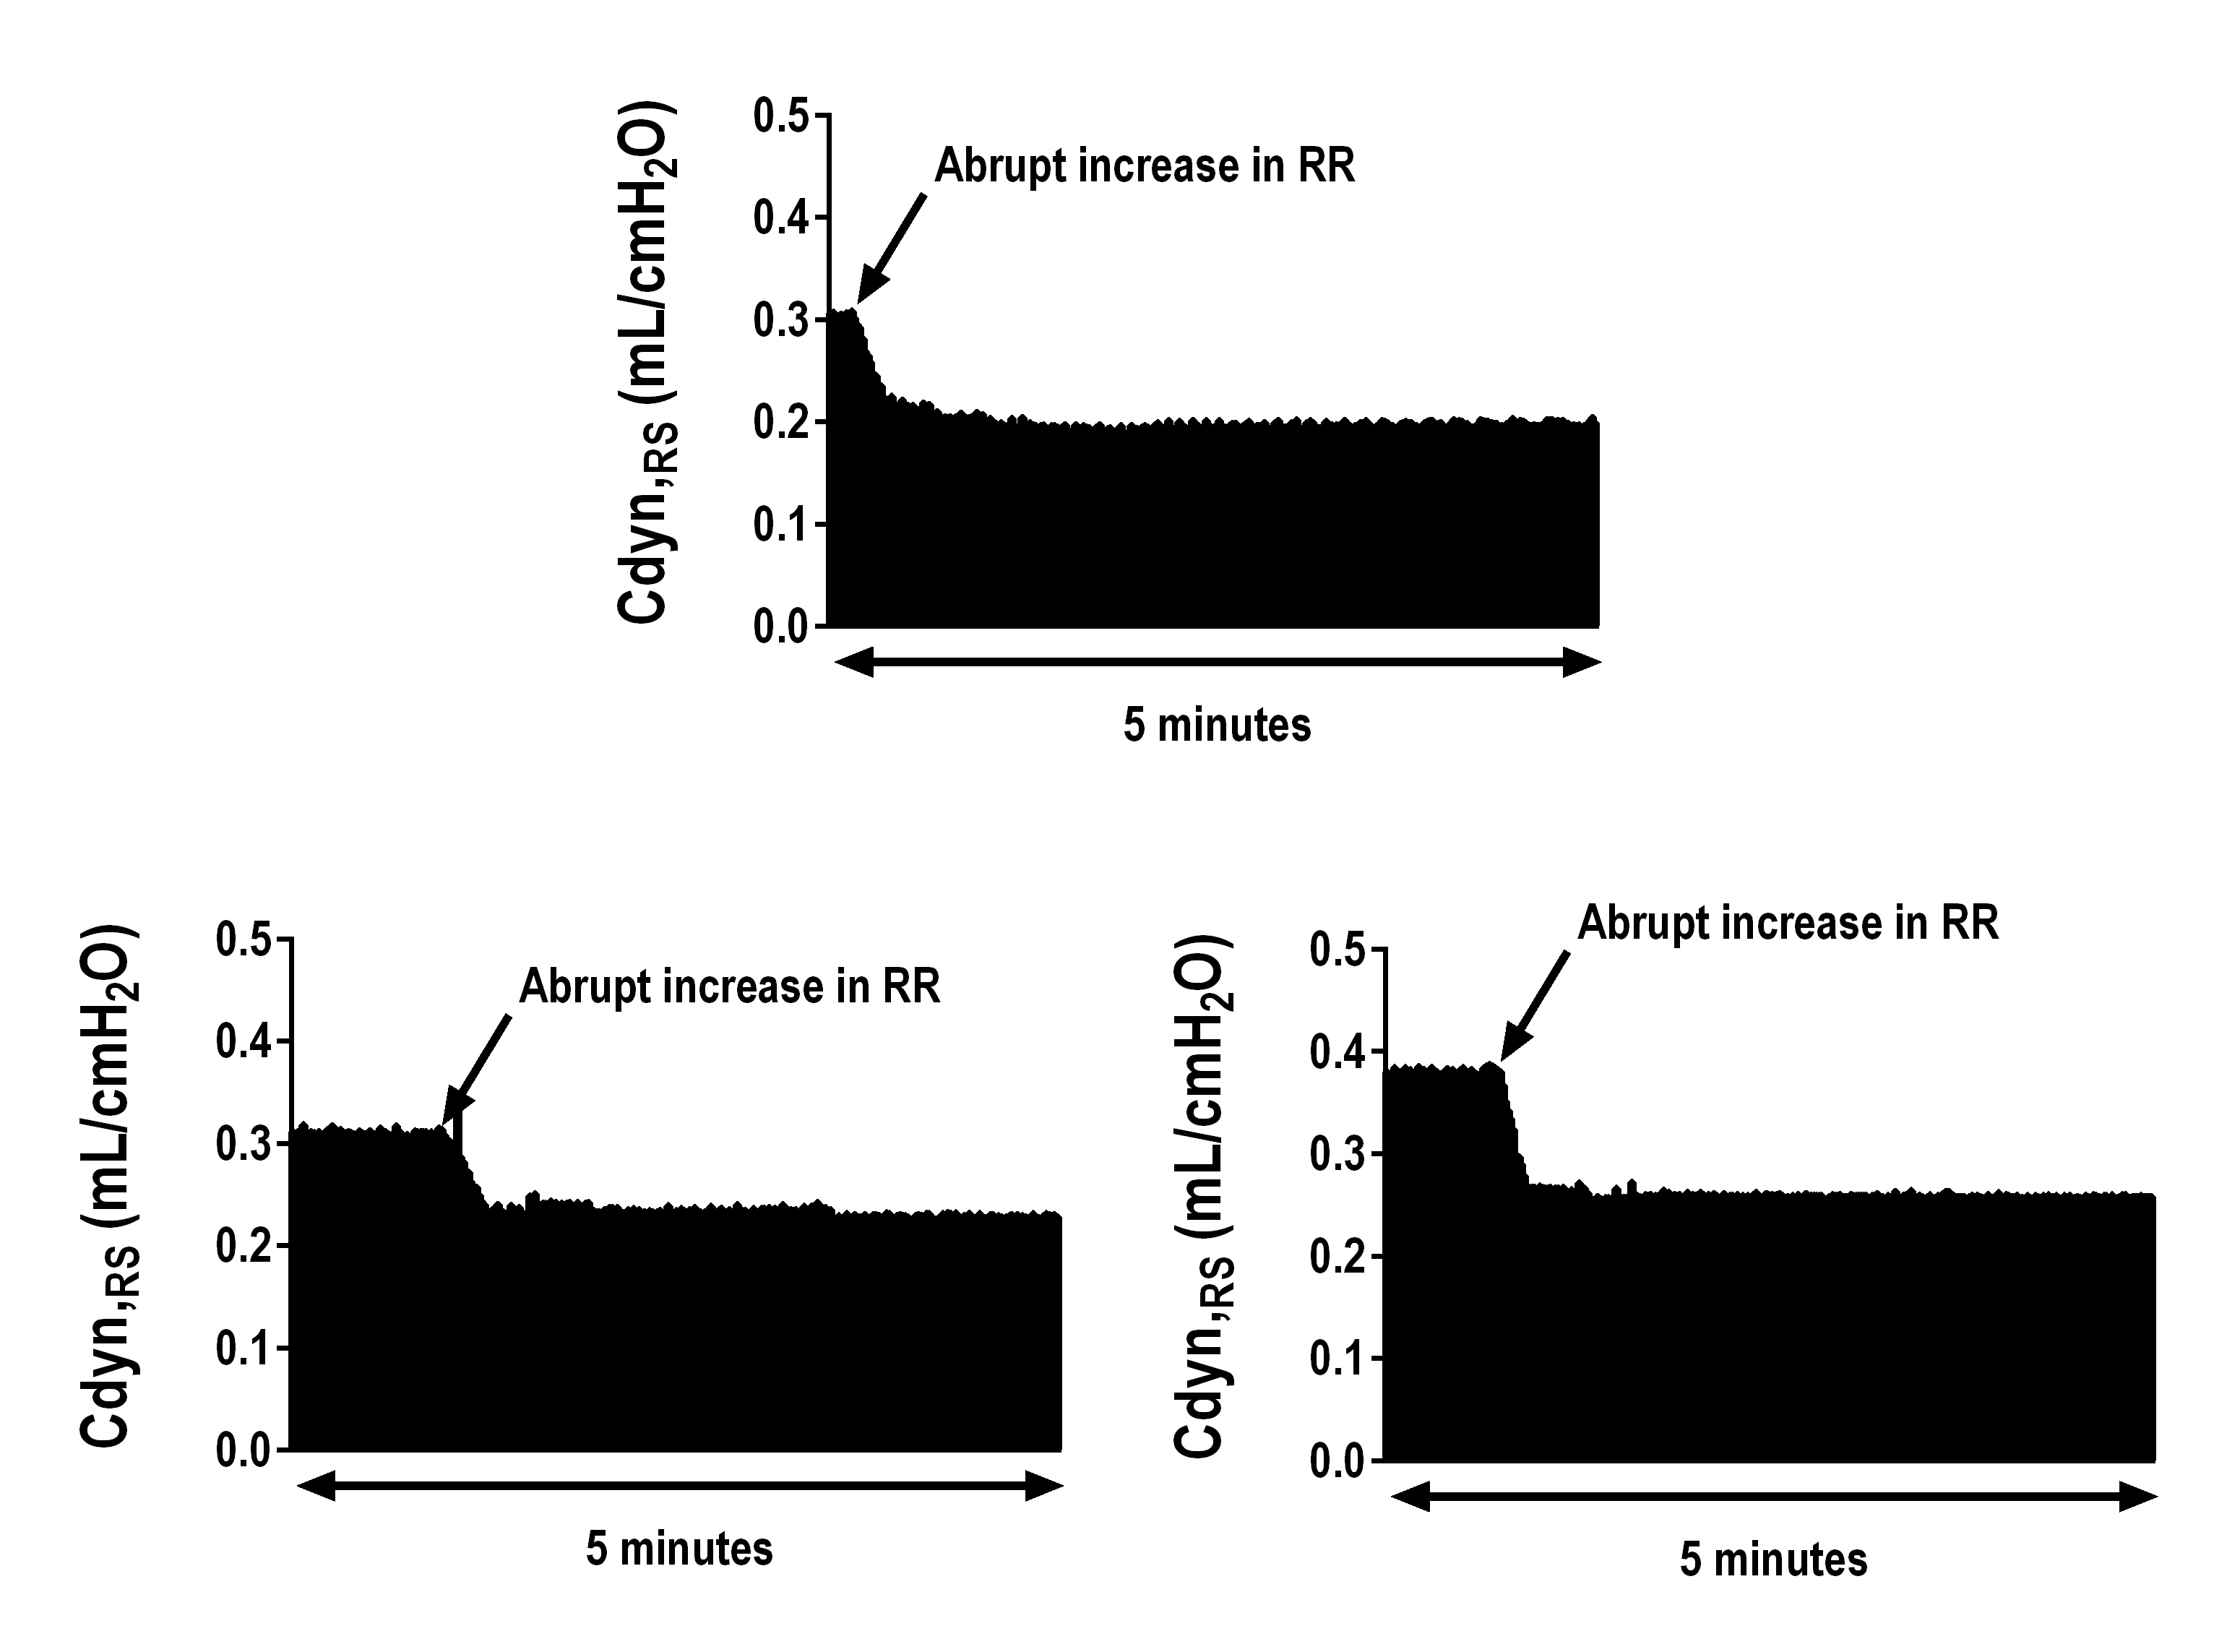 Cdyn,RS (mL/cmH2O)
0.5
0.4
0.3
0.2
0.1
0.0
Abrupt increase in RR
5 minutes
Cdyn,RS (mL/cmH2O)
0.5
0.4
0.3
0.2
0.1
0.0
Abrupt increase in RR
5 minutes
Cdyn,RS (mL/cmH2O)
0.5
0.4
0.3
0.2
0.1
0.0
Abrupt increase in RR
5 minutes